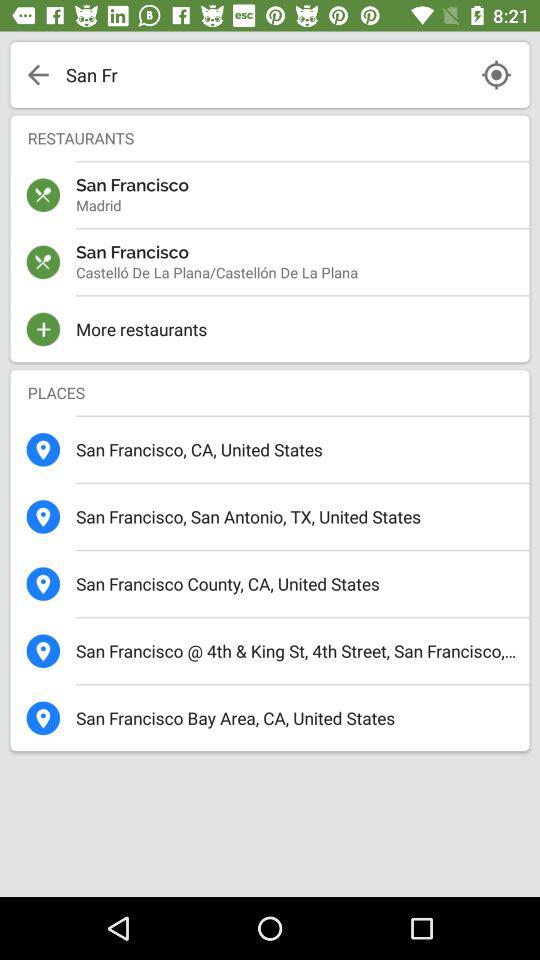 esc 8:21
San Fr
RESTAURANTS
San Francisco
Madrid
San Francisco
Castelló De La Plana/Castellón De La Plana
More restaurants
PLACES
San Francisco, CA, United States
San Francisco, San Antonio, TX, United States
San Francisco County, CA, United States
San Francisco @ 4th & King St, 4th Street, San Francisco,...
San Francisco Bay Area, CA, United States